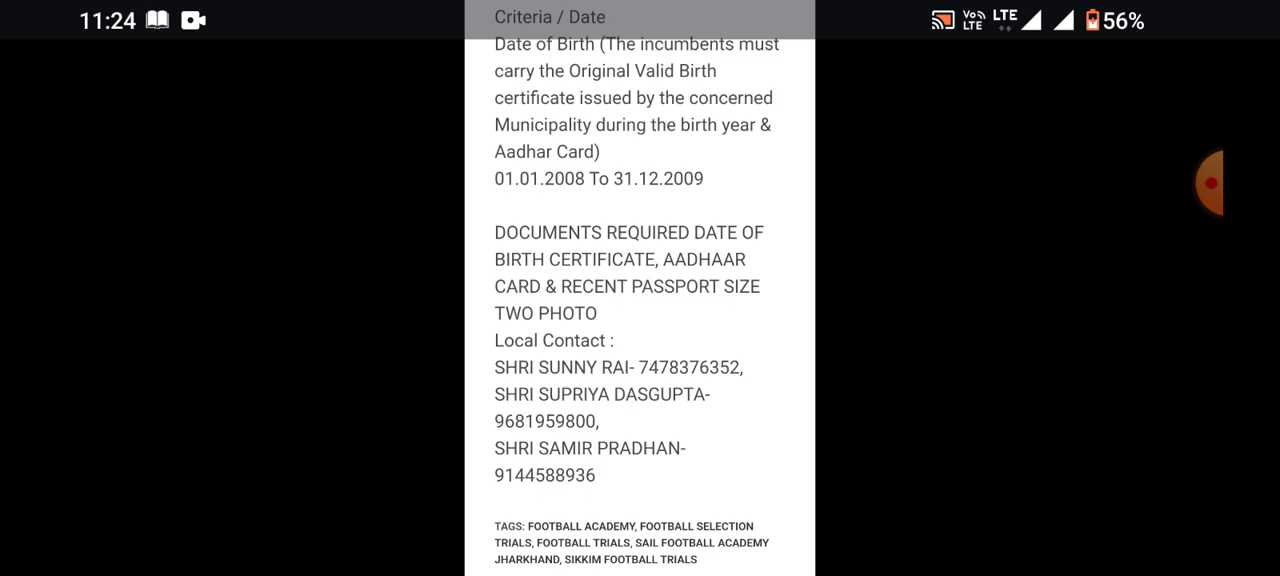 11:24
Vo LTE LTE 56%
Criteria / Date
Date of Birth (The incumbents must
carry the Original Valid Birth
certificate issued by the concerned
Municipality during the birth year &
Aadhar Card)
01.01.2008 To 31.12.2009
DOCUMENTS REQUIRED DATE OF
BIRTH CERTIFICATE, AADHAAR
CARD & RECENT PASSPORT SIZE
TWO PHOTO
Local Contact :
SHRI SUNNY RAI- 7478376352,
SHRI SUPRIYA DASGUPTA-
9681959800,
SHRI SAMIR PRADHAN-
9144588936
TAGS: FOOTBALL ACADEMY, FOOTBALL SELECTION
TRIALS, FOOTBALL TRIALS, SAIL FOOTBALL ACADEMY
JHARKHAND, SIKKIM FOOTBALL TRIALS